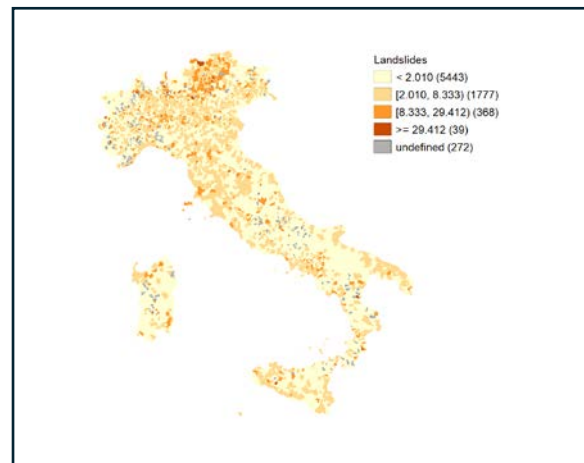 Landslides
< 2.010 (5443)
[2.010, 8.333) (1777)
[8.333, 29.412) (368)
>= 29.412 (39)
undefined (272)